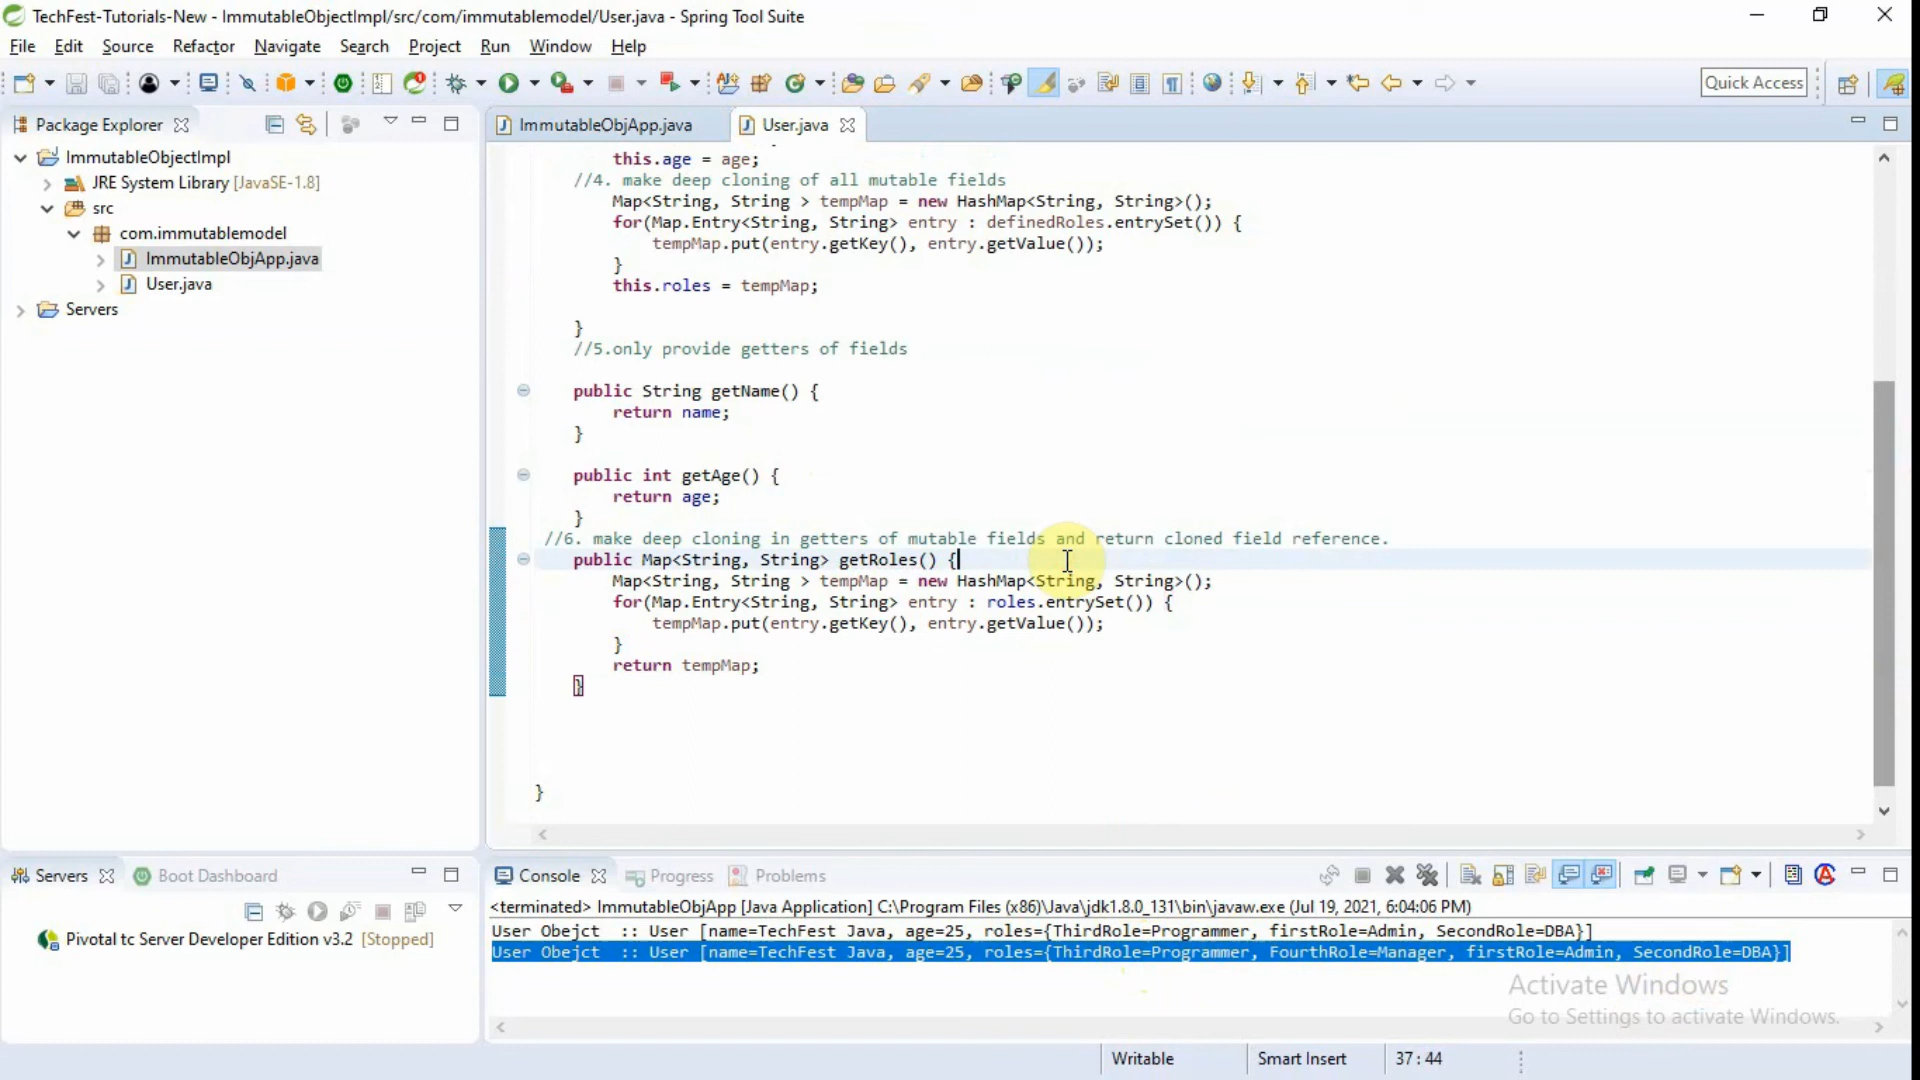 TechFest-Tutorials-New - ImmutableObjectImpl/src/com/immutablemodel/User.java - Spring Tool Suite
File Edit Source Refactor Navigate Search Project Run Window Help
Quick Access
Package Explorer
ImmutableObjectImpl
JRE System Library [JavaSE-1.8]
src
com.immutablemodel
ImmutableObjApp.java
User.java
Servers
ImmutableObjApp.java
User.java
this.age = age;
//4. make deep cloning of all mutable fields
Map<String, String > tempMap = new HashMap<String, String>();
for(Map.Entry<String, String> entry : definedRoles.entrySet()) {
tempMap.put(entry.getKey(), entry.getValue());
}
this.roles = tempMap;
}
//5.only provide getters of fields
public String getName() {
return name;
}
public int getAge() {
return age;
}
//6. make deep cloning in getters of mutable fields and return cloned field reference.
public Map<String, String> getRoles() {
Map<String, String > tempMap = new HashMap<String, String>();
for(Map.Entry<String, String> entry : roles.entrySet()) {
tempMap.put(entry.getKey(), entry.getValue());
}
return tempMap;
}
}
Servers
Boot Dashboard
Pivotal tc Server Developer Edition v3.2 [Stopped]
Console
Progress
Problems
<terminated> ImmutableObjApp [Java Application] C:\Program Files (x86)\Java\jdk1.8.0_131\bin\javaw.exe (Jul 19, 2021, 6:04:06 PM)
User Obejct :: User [name=TechFest Java, age=25, roles={ThirdRole=Programmer, firstRole=Admin, SecondRole=DBA}]
User Obejct :: User [name=TechFest Java, age=25, roles={ThirdRole=Programmer, FourthRole=Manager, firstRole=Admin, SecondRole=DBA}]
Activate Windows
Go to Settings to activate Windows.
Writable
Smart Insert
37 : 44